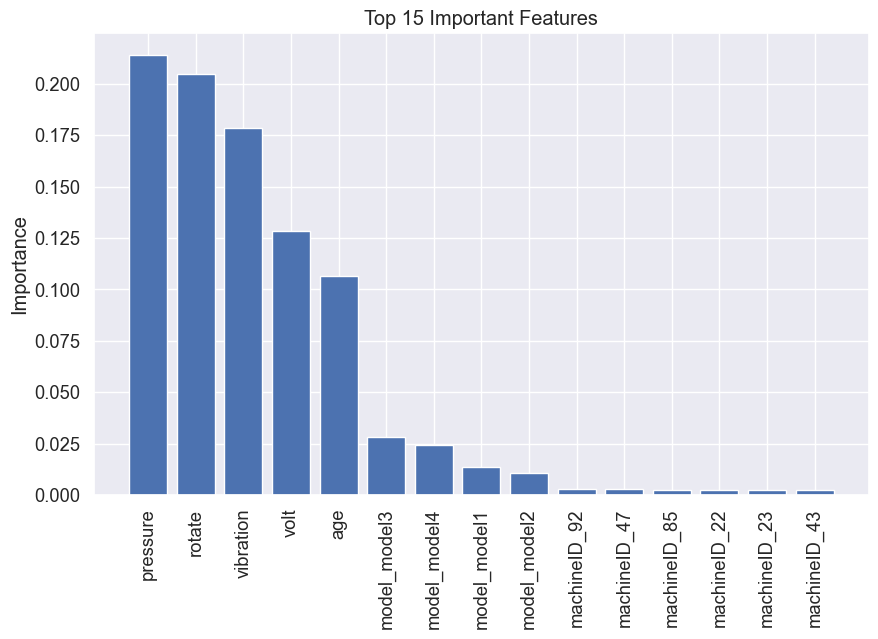 Top 15 Important Features
Importance
0.200
0.175
0.150
0.125
0.100
0.075
0.050
0.025
0.000
pressure
rotate
vibration
volt
age
model_model3
model_model4
model_model1
model_model2
machineID_92
machineID_47
machineID_85
machineID_22
machineID_23
machineID_43